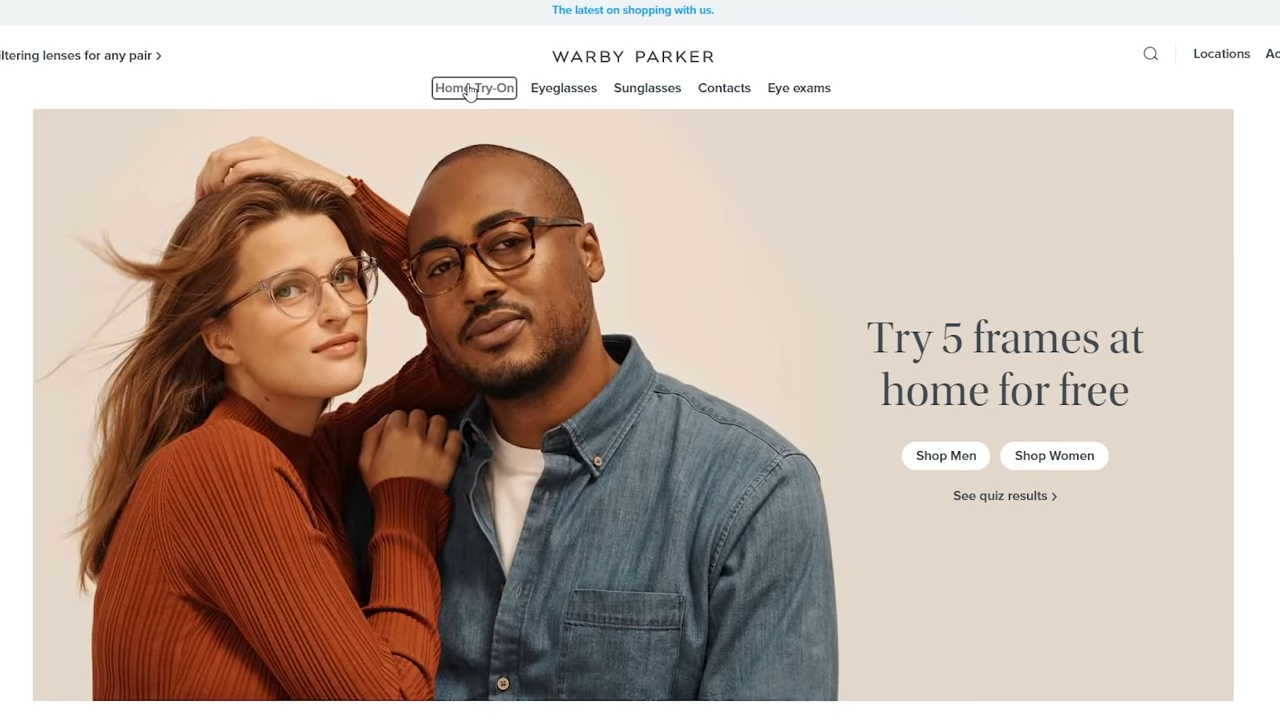 The latest on shopping with us.
iltering lenses for any pair >
WARBY PARKER
Locations
Home Try-On
Eyeglasses
Sunglasses
Contacts
Eye exams
Try 5 frames at
home for free
Shop Men
Shop Women
See quiz results >